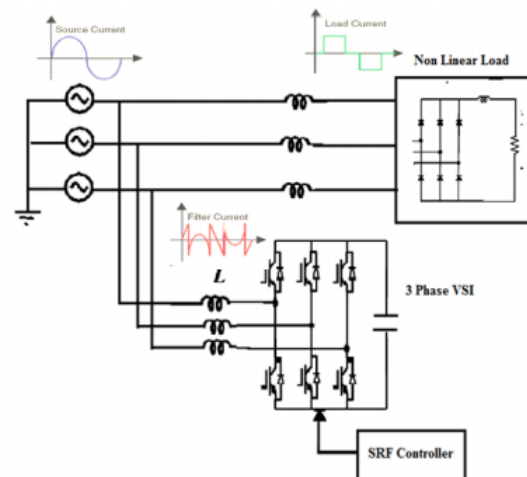 Source Current
Load Current
Non Linear Load
Filter Current
L
3 Phase VSI
SRF Controller